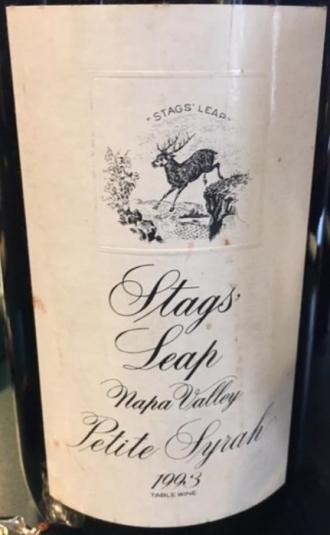 "STAGS' LEAP"
Stags'
Leap
Napa Valley
Petite Syrah
1993
TABLE WINE